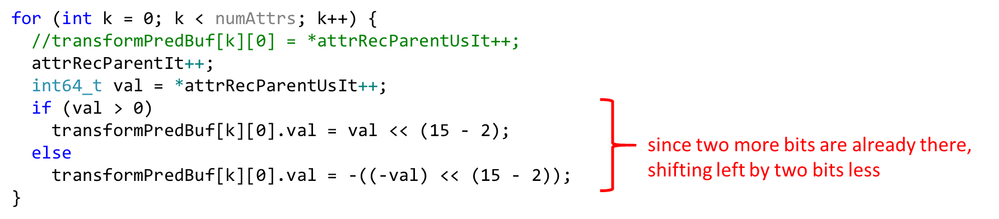 for (int k = 0; k < numAttrs; k++) {
//transformPredBuf[k][0] = *attrRecParentUsIt++;
attrRecParentIt++;
int64_t val = *attrRecParentUsIt++;
if (val > 0)
transformPredBuf[k][0].val = val << (15 - 2);
else
transformPredBuf[k][0].val = -((-val) << (15 - 2));
}
since two more bits are already there,
shifting left by two bits less